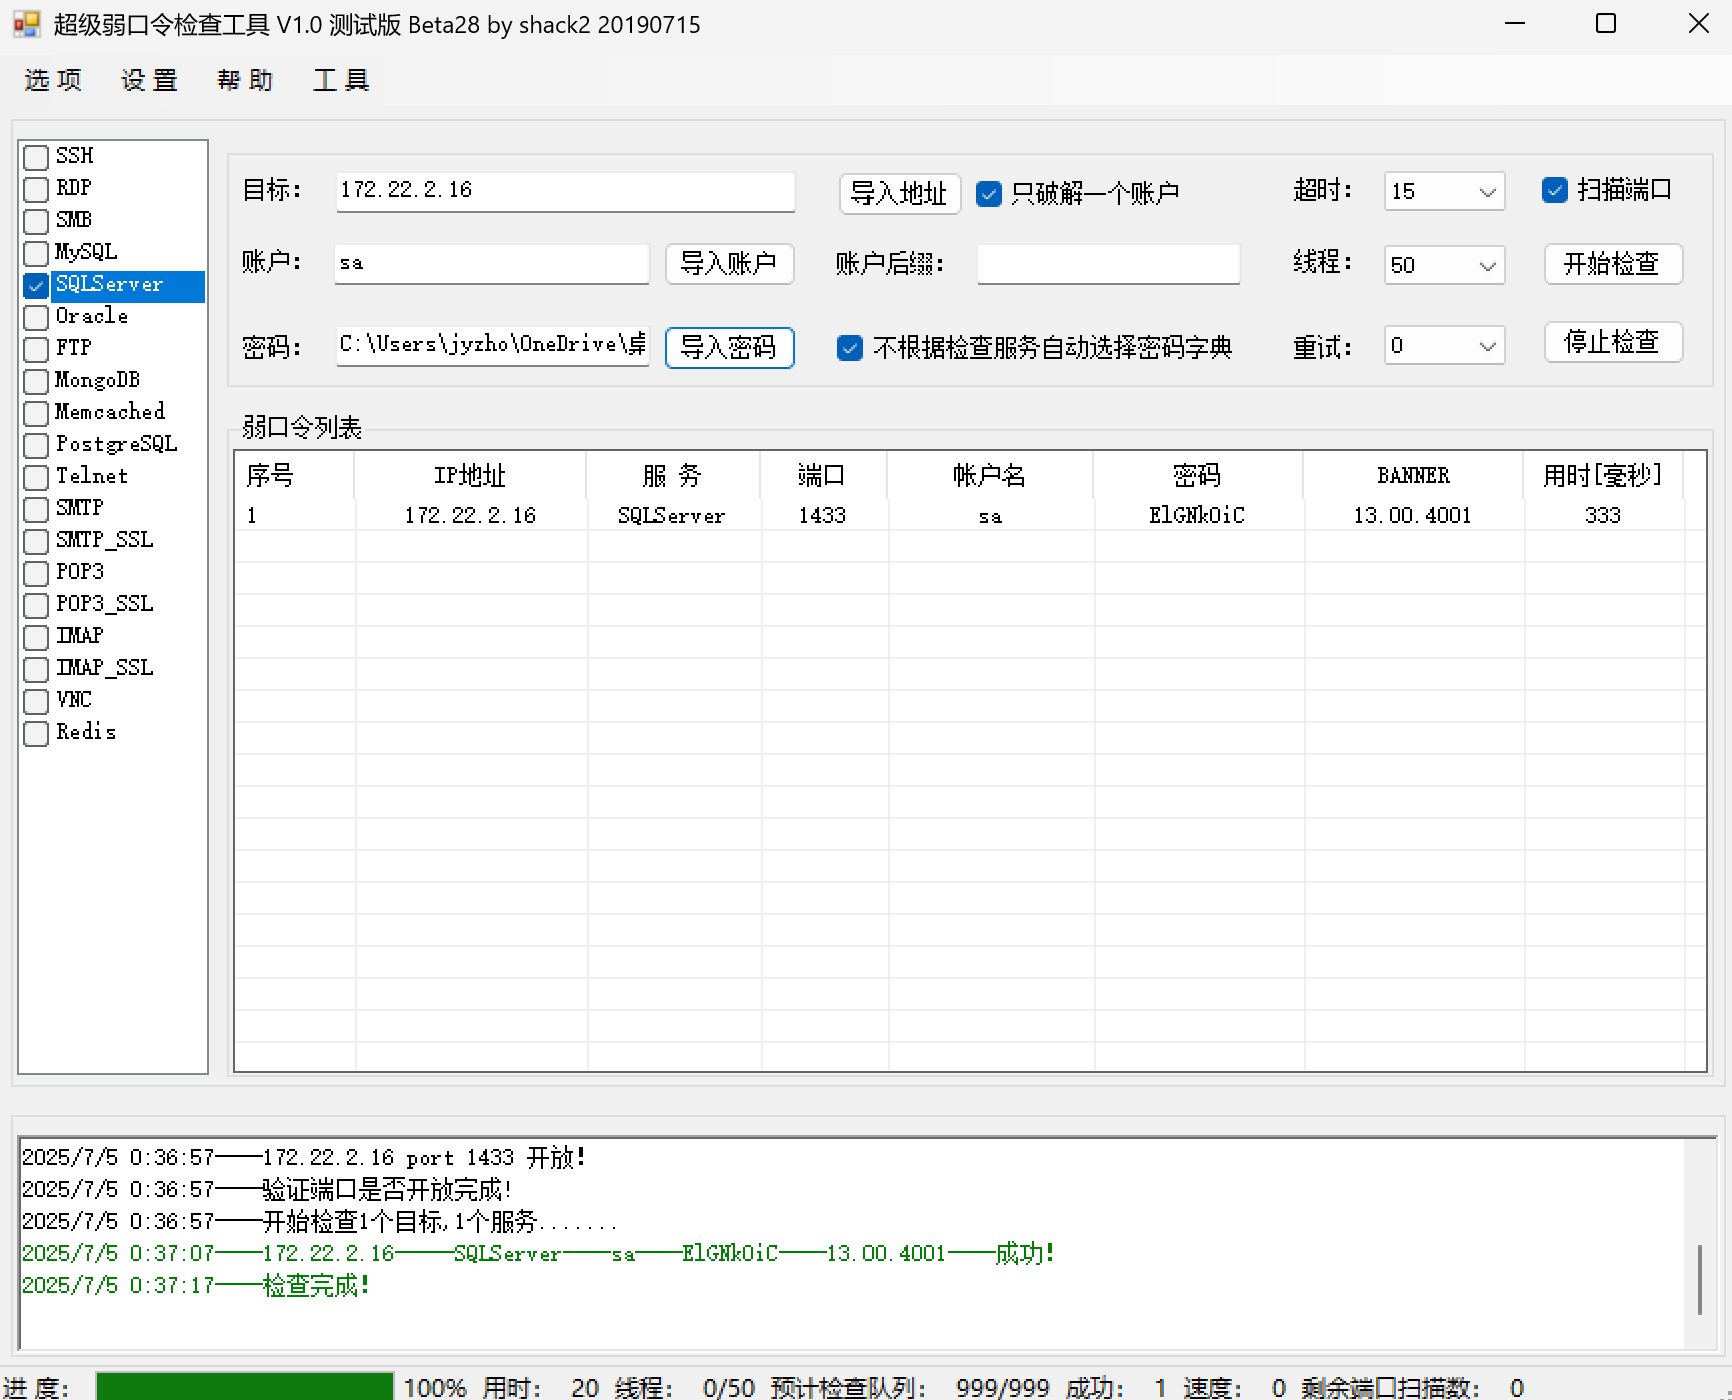 超级弱口令检查工具 V1.0 测试版 Beta28 by shack2 20190715
选 项 设 置 帮 助 工 具
SSH
RDP
SMB
MySQL
SQLServer
Oracle
FTP
MongoDB
Memcached
PostgreSQL
Telnet
SMTP
SMTP_SSL
POP3
POP3_SSL
IMAP
IMAP_SSL
VNC
Redis
目标： 172.22.2.16 导入地址 只破解一个账户 超时： 15 扫描端口
账户： sa 导入账户 账户后缀： 线程： 50 开始检查
密码： C:\Users\jyzho\OneDrive\桌 导入密码 不根据检查服务自动选择密码字典 重试： 0 停止检查
弱口令列表
序号 IP地址 服 务 端口 帐户名 密码 BANNER 用时[毫秒]
1 172.22.2.16 SQLServer 1433 sa ElGNkOiC 13.00.4001 333
2025/7/5 0:36:57——172.22.2.16 port 1433 开放!
2025/7/5 0:36:57——验证端口是否开放完成!
2025/7/5 0:36:57——开始检查1个目标,1个服务.......
2025/7/5 0:37:07——172.22.2.16——SQLServer——sa——ElGNkOiC——13.00.4001——成功!
2025/7/5 0:37:17——检查完成!
进 度： 100% 用时： 20 线程： 0/50 预计检查队列： 999/999 成功： 1 速度： 0 剩余端口扫描数： 0